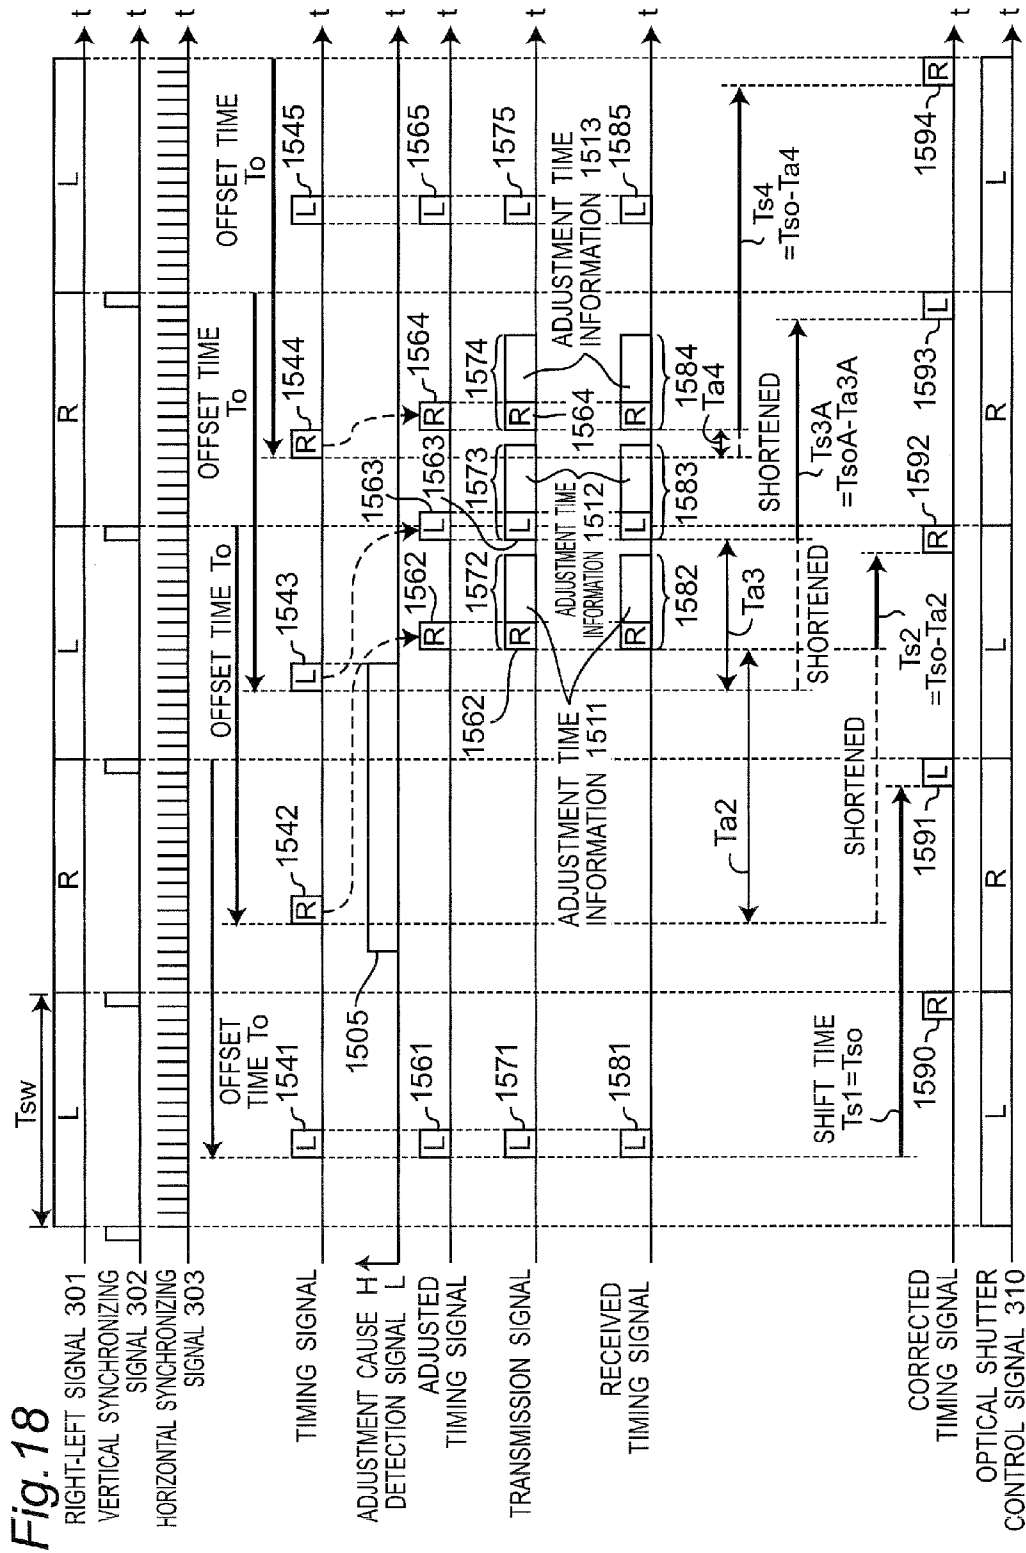 Fig.18
RIGHT-LEFT SIGNAL 301
L R L R L
t
Tsw
VERTICAL SYNCHRONIZING
SIGNAL 302
t
HORIZONTAL SYNCHRONIZING
SIGNAL 303
t
OFFSET
TIME To
OFFSET TIME To
OFFSET TIME
To
OFFSET TIME
To
TIMING SIGNAL
L 1541
R 1542
L 1543
R 1544
L 1545
t
ADJUSTMENT CAUSE H
DETECTION SIGNAL L
1505
t
ADJUSTED
TIMING SIGNAL
L 1561
R 1562
L 1563
R 1564
L 1565
t
TRANSMISSION SIGNAL
L 1571
R 1572
1562
L 1573
1563
R 1574
1564
L 1575
t
ADJUSTMENT TIME
INFORMATION 1511
ADJUSTMENT TIME
INFORMATION 1512
ADJUSTMENT TIME
INFORMATION 1513
RECEIVED
TIMING SIGNAL
L 1581
R 1582
L 1583
R 1584
L 1585
t
Ta2
Ta3
Ta4
SHIFT TIME
Ts1=Tso
SHORTENED
Ts2
=Tso-Ta2
SHORTENED
Ts3A
=TsoA-Ta3A
SHORTENED
Ts4
=Tso-Ta4
CORRECTED
TIMING SIGNAL
1590 R
1591 L
R 1592
1593 L
1594 R
t
OPTICAL SHUTTER
CONTROL SIGNAL 310
L R L R L
t